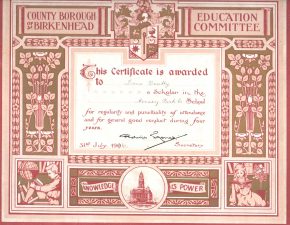 COUNTY BOROUGH
OF BIRKENHEAD
EDUCATION
COMMITTEE
This Certificate is awarded
to
a Scholar in the
School
for regularity and punctuality of attendance
and for general good conduct during four
years.
31st July, 190
Secretary
KNOWLEDGE IS POWER